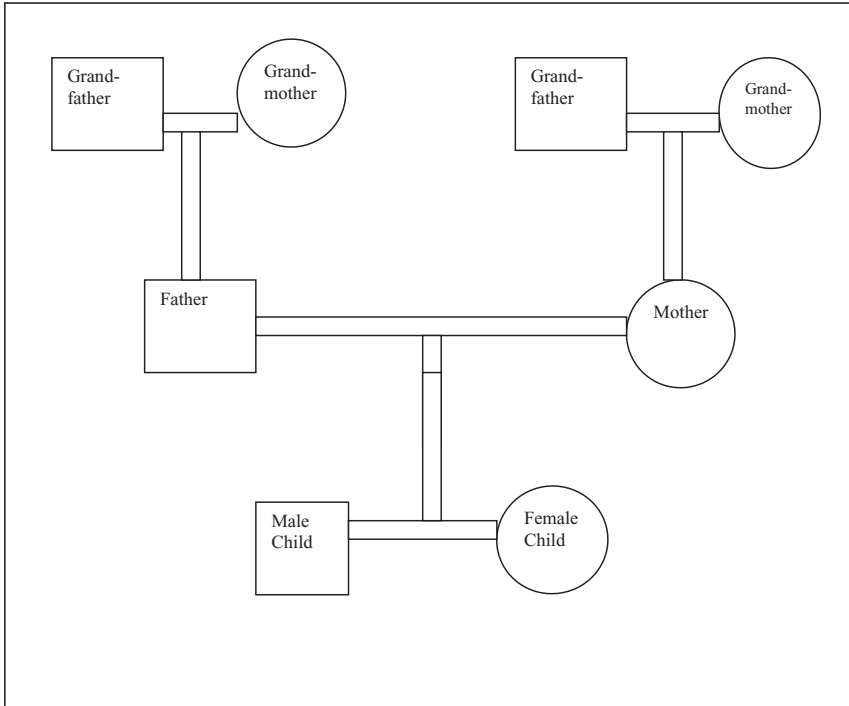 Grand-
father
Grand-
mother
Grand-
father
Grand-
mother
Father
Mother
Male
Child
Female
Child